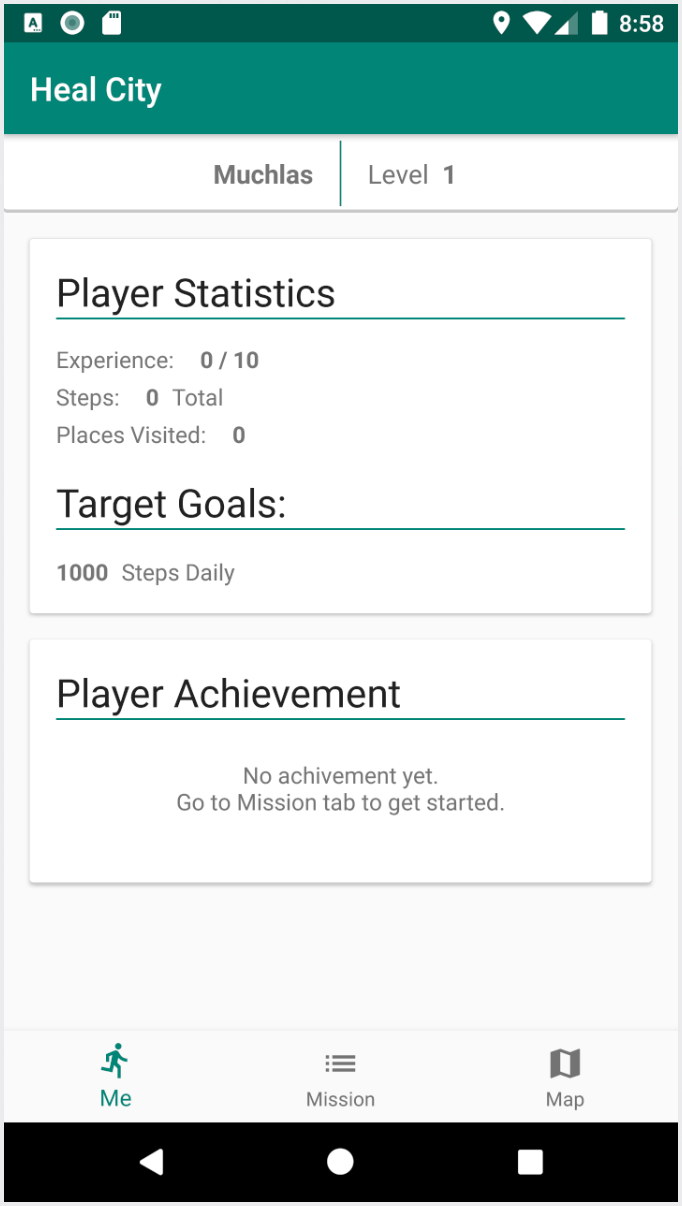 A
8:58
Heal City
Muchlas Level 1
Player Statistics
Experience: 0 / 10
Steps: 0 Total
Places Visited: 0
Target Goals:
1000 Steps Daily
Player Achievement
No achivement yet.
Go to Mission tab to get started.
Me Mission Map